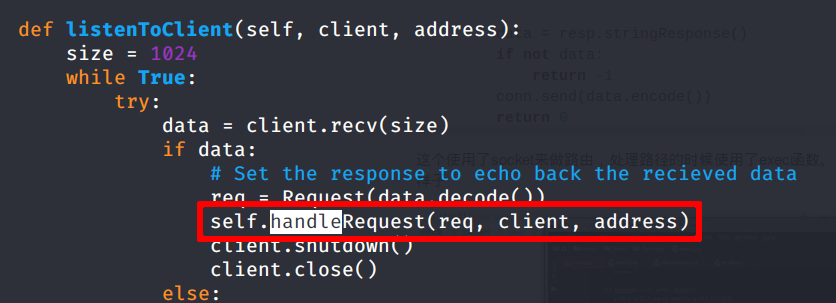 def listenToClient(self, client, address):
size = 1024
while True:
try:
data = client.recv(size)
if data:
# Set the response to echo back the recieved data
req = Request(data.decode())
self.handleRequest(req, client, address)
client.shutdown()
client.close()
else:
= resp.stringResponse()
if not data:
return -1
conn.send(data.encode())
return 0
这个使用了socket来做路由，处理路径的时候使用了exec函数。